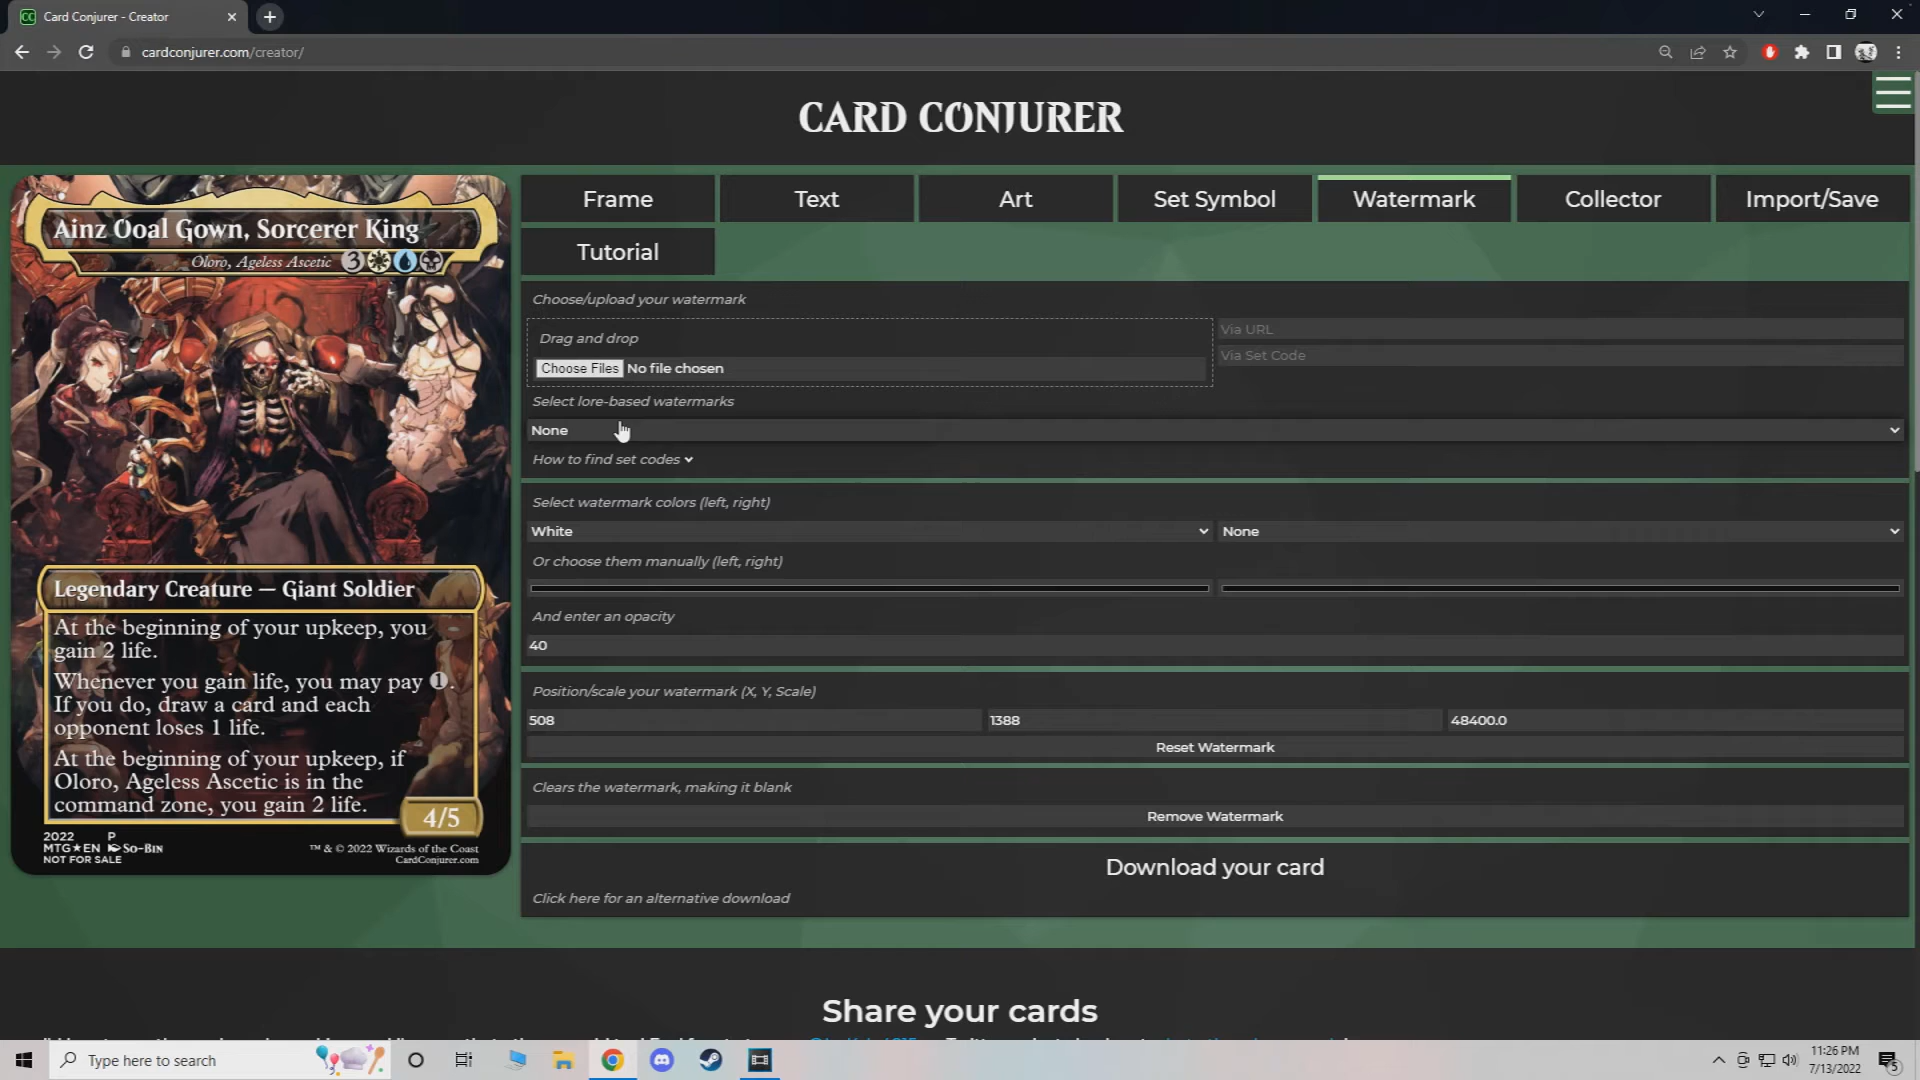 Card Conjurer - Creator
cardconjurer.com/creator/
CARD CONJURER
Frame
Text
Art
Set Symbol
Watermark
Collector
Import/Save
Tutorial
Ainz Ooal Gown, Sorcerer King
Oloro, Ageless Ascetic 3
Legendary Creature — Giant Soldier
At the beginning of your upkeep, you
gain 2 life.
Whenever you gain life, you may pay 1.
If you do, draw a card and each
opponent loses 1 life.
At the beginning of your upkeep, if
Oloro, Ageless Ascetic is in the
command zone, you gain 2 life.
4/5
2022 P
MTG★EN So-Bin
NOT FOR SALE
™ & © 2022 Wizards of the Coast
CardConjurer.com
Choose/upload your watermark
Drag and drop
Choose Files No file chosen
Via URL
Via Set Code
Select lore-based watermarks
None
How to find set codes
Select watermark colors (left, right)
White
None
Or choose them manually (left, right)
And enter an opacity
40
Position/scale your watermark (X, Y, Scale)
508
1388
48400.0
Reset Watermark
Clears the watermark, making it blank
Remove Watermark
Download your card
Click here for an alternative download
Share your cards
Type here to search
11:26 PM
7/13/2022
5